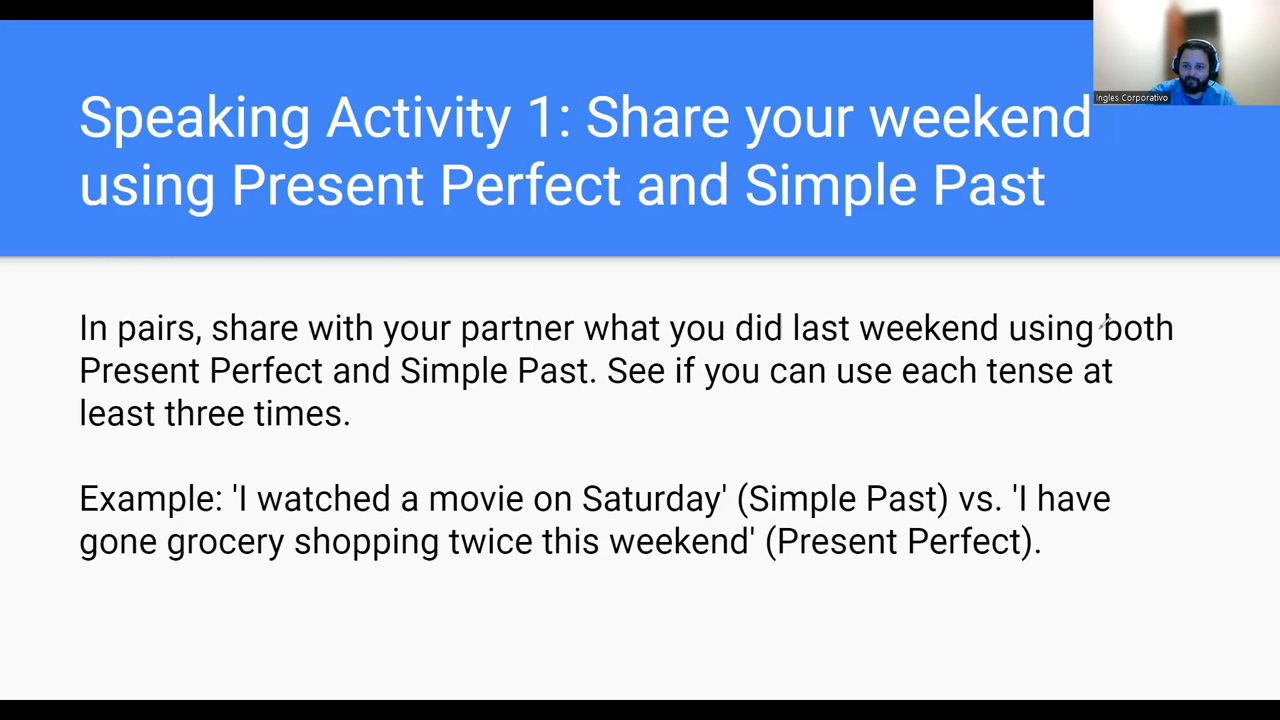 Speaking Activity 1: Share your weekend
using Present Perfect and Simple Past
Ingles Corporativo
In pairs, share with your partner what you did last weekend using both
Present Perfect and Simple Past. See if you can use each tense at
least three times.
Example: 'I watched a movie on Saturday' (Simple Past) vs. 'I have
gone grocery shopping twice this weekend' (Present Perfect).